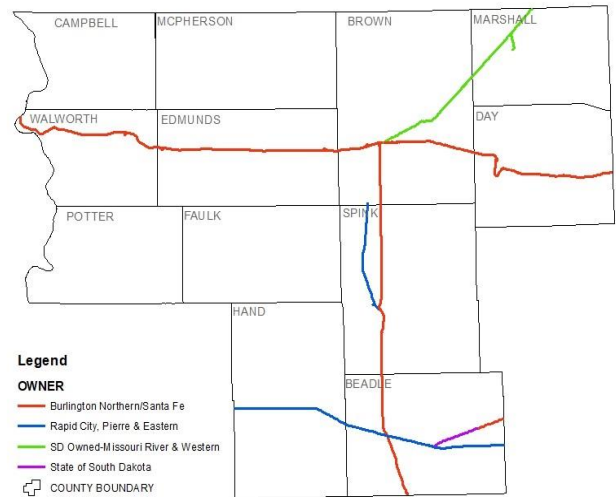 CAMPBELL
MCPHERSON
BROWN
MARSHALL
WALWORTH
EDMUNDS
DAY
POTTER
FAULK
SPINK
HAND
BEADLE
Legend
OWNER
Burlington Northern/Santa Fe
Rapid City, Pierre & Eastern
SD Owned-Missouri River & Western
State of South Dakota
COUNTY BOUNDARY